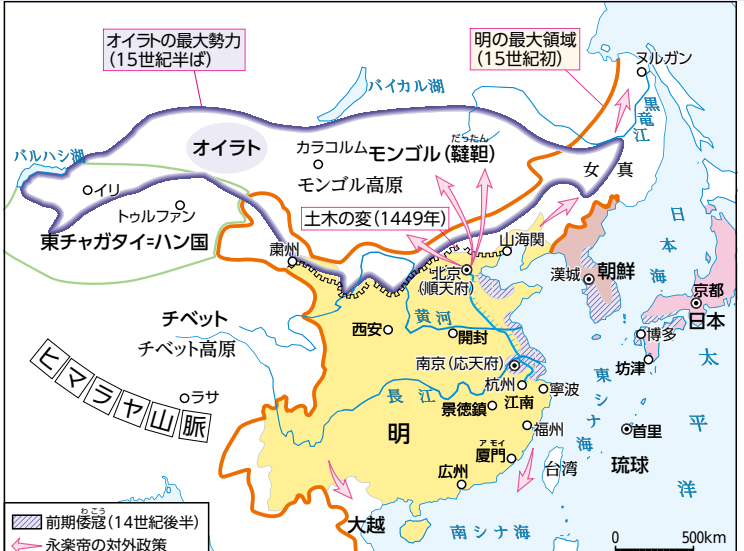 オイラトの最大勢力
(15世紀半ば)
明の最大領域
(15世紀初)
ヌルガン
バイカル湖
黒竜江
オイラト
カラコルム
だったん
モンゴル(韃靼)
モンゴル高原
女真
バルハシ湖
イリ
トゥルファン
東チャガタイ=ハン国
土木の変(1449年)
粛州
山海関
北京
(順天府)
漢城
朝鮮
日本海
京都
日本
博多
坊津
チベット
チベット高原
西安
黄河
開封
南京(応天府)
杭州
寧波
江南
ヒマラヤ山脈
ラサ
長江
景徳鎮
明
福州
アモイ
厦門
広州
台湾
東シナ海
首里
琉球
太平洋
大越
南シナ海
わこう
前期倭寇(14世紀後半)
永楽帝の対外政策
0
500km